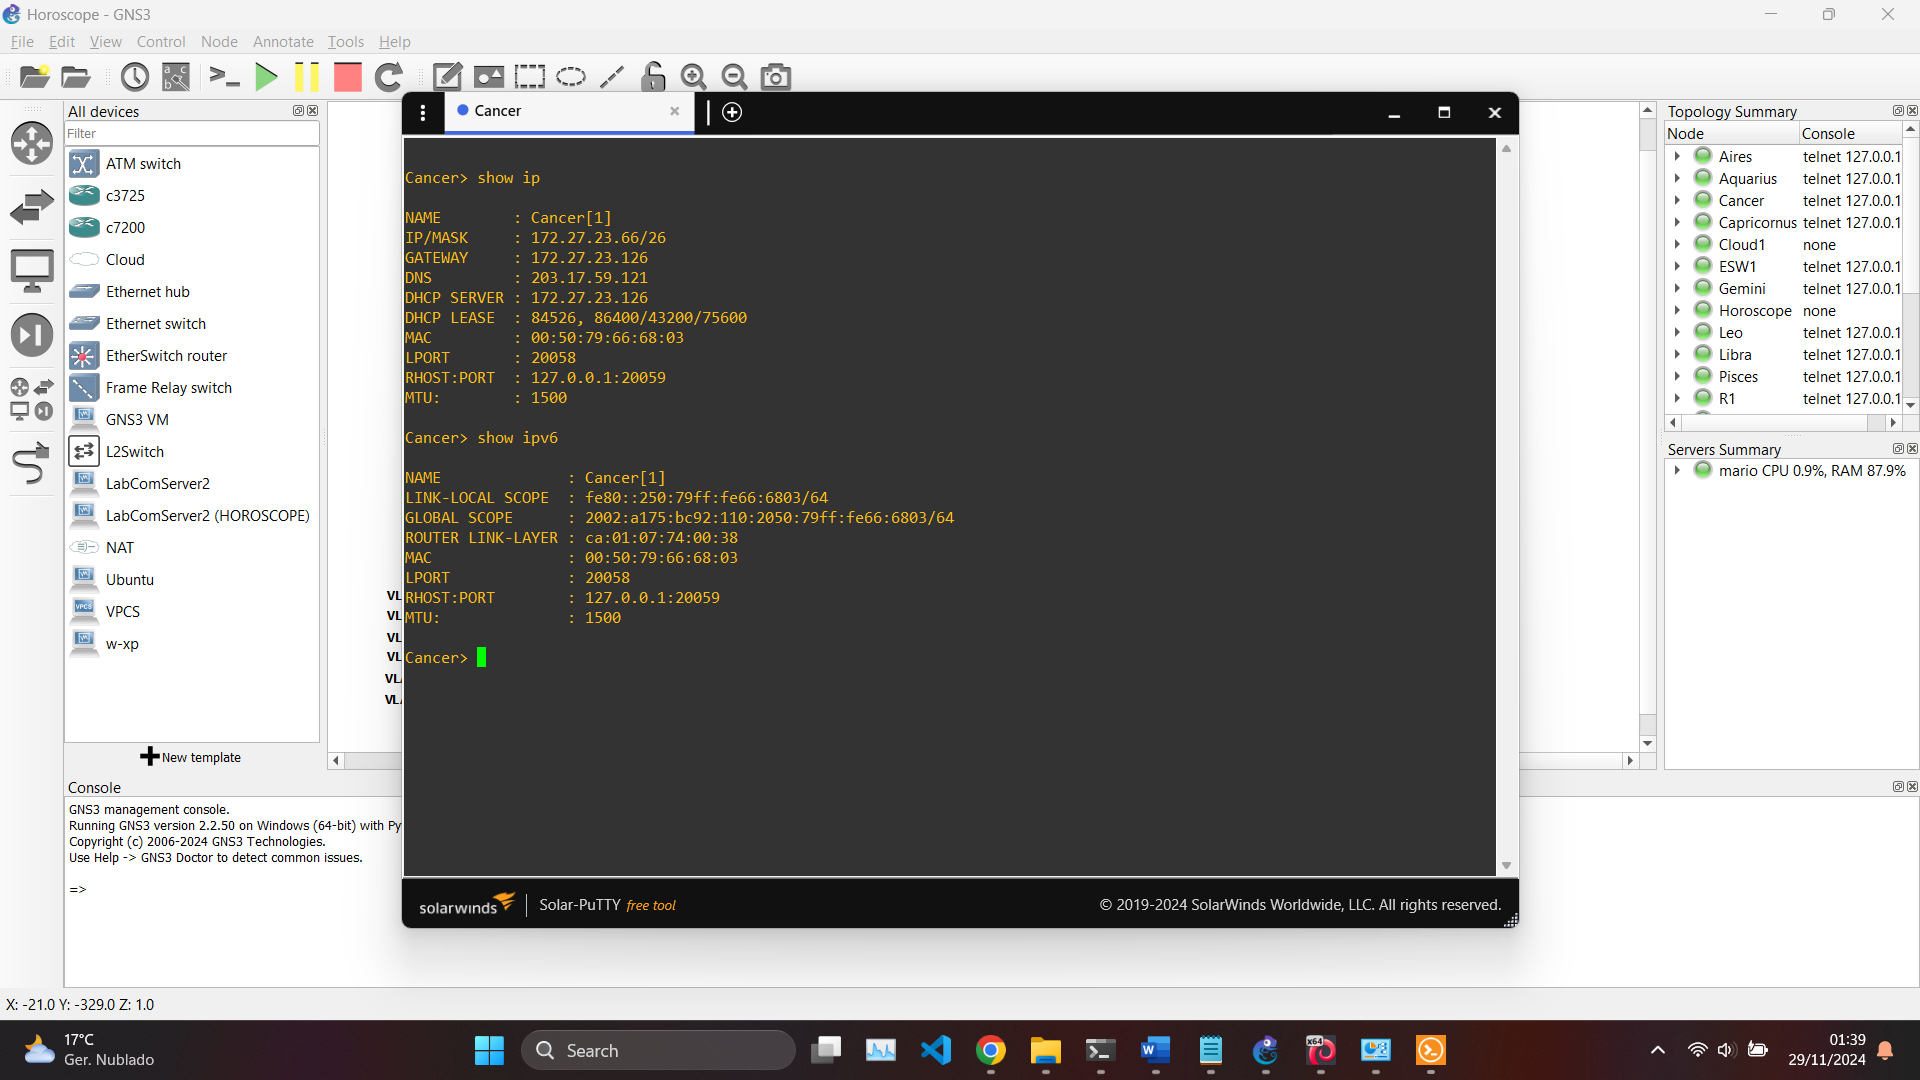 Horoscope - GNS3
File Edit View Control Node Annotate Tools Help
All devices
Filter
ATM switch
c3725
c7200
Cloud
Ethernet hub
Ethernet switch
EtherSwitch router
Frame Relay switch
GNS3 VM
L2Switch
LabComServer2
LabComServer2 (HOROSCOPE)
NAT
Ubuntu
VPCS
w-xp
New template
VL
VL
VL
VL
VL
VL
Cancer
Cancer> show ip
NAME : Cancer[1]
IP/MASK : 172.27.23.66/26
GATEWAY : 172.27.23.126
DNS : 203.17.59.121
DHCP SERVER : 172.27.23.126
DHCP LEASE : 84526, 86400/43200/75600
MAC : 00:50:79:66:68:03
LPORT : 20058
RHOST:PORT : 127.0.0.1:20059
MTU: : 1500
Cancer> show ipv6
NAME : Cancer[1]
LINK-LOCAL SCOPE : fe80::250:79ff:fe66:6803/64
GLOBAL SCOPE : 2002:a175:bc92:110:2050:79ff:fe66:6803/64
ROUTER LINK-LAYER : ca:01:07:74:00:38
MAC : 00:50:79:66:68:03
LPORT : 20058
RHOST:PORT : 127.0.0.1:20059
MTU: : 1500
Cancer>
solarwinds Solar-PuTTY free tool © 2019-2024 SolarWinds Worldwide, LLC. All rights reserved.
Topology Summary
Node Console
Aires telnet 127.0.0.1
Aquarius telnet 127.0.0.1
Cancer telnet 127.0.0.1
Capricornus telnet 127.0.0.1
Cloud1 none
ESW1 telnet 127.0.0.1
Gemini telnet 127.0.0.1
Horoscope none
Leo telnet 127.0.0.1
Libra telnet 127.0.0.1
Pisces telnet 127.0.0.1
R1 telnet 127.0.0.1
Servers Summary
mario CPU 0.9%, RAM 87.9%
Console
GNS3 management console.
Running GNS3 version 2.2.50 on Windows (64-bit) with Py
Copyright (c) 2006-2024 GNS3 Technologies.
Use Help -> GNS3 Doctor to detect common issues.
=>
X: -21.0 Y: -329.0 Z: 1.0
17°C
Ger. Nublado
Search
01:39
29/11/2024